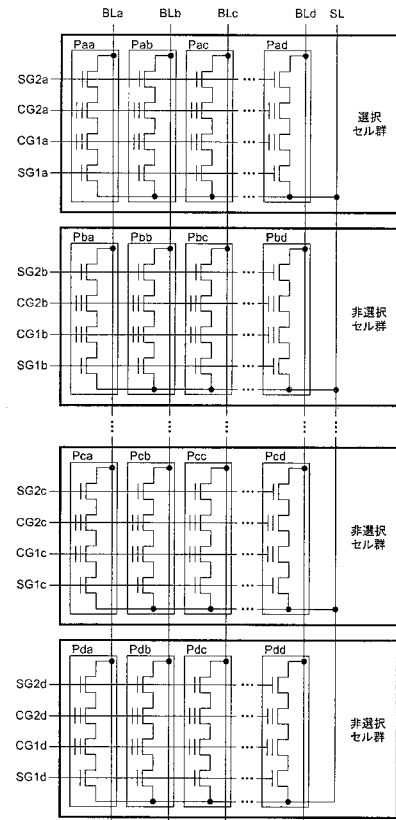 BLa BLb BLc BLd SL
Paa Pab Pac Pad
SG2a
CG2a
CG1a
SG1a
選択
セル群
Pba Pbb Pbc Pbd
SG2b
CG2b
CG1b
SG1b
非選択
セル群
Pca Pcb Pcc Pcd
SG2c
CG2c
CG1c
SG1c
非選択
セル群
Pda Pdb Pdc Pdd
SG2d
CG2d
CG1d
SG1d
非選択
セル群